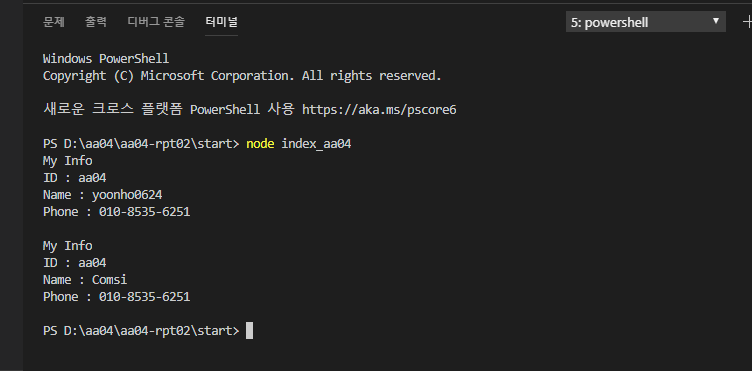 문제 출력 디버그 콘솔 터미널 5: powershell
Windows PowerShell
Copyright (C) Microsoft Corporation. All rights reserved.
새로운 크로스 플랫폼 PowerShell 사용 https://aka.ms/pscore6
PS D:\aa04\aa04-rpt02\start> node index_aa04
My Info
ID : aa04
Name : yoonho0624
Phone : 010-8535-6251
My Info
ID : aa04
Name : Comsi
Phone : 010-8535-6251
PS D:\aa04\aa04-rpt02\start>